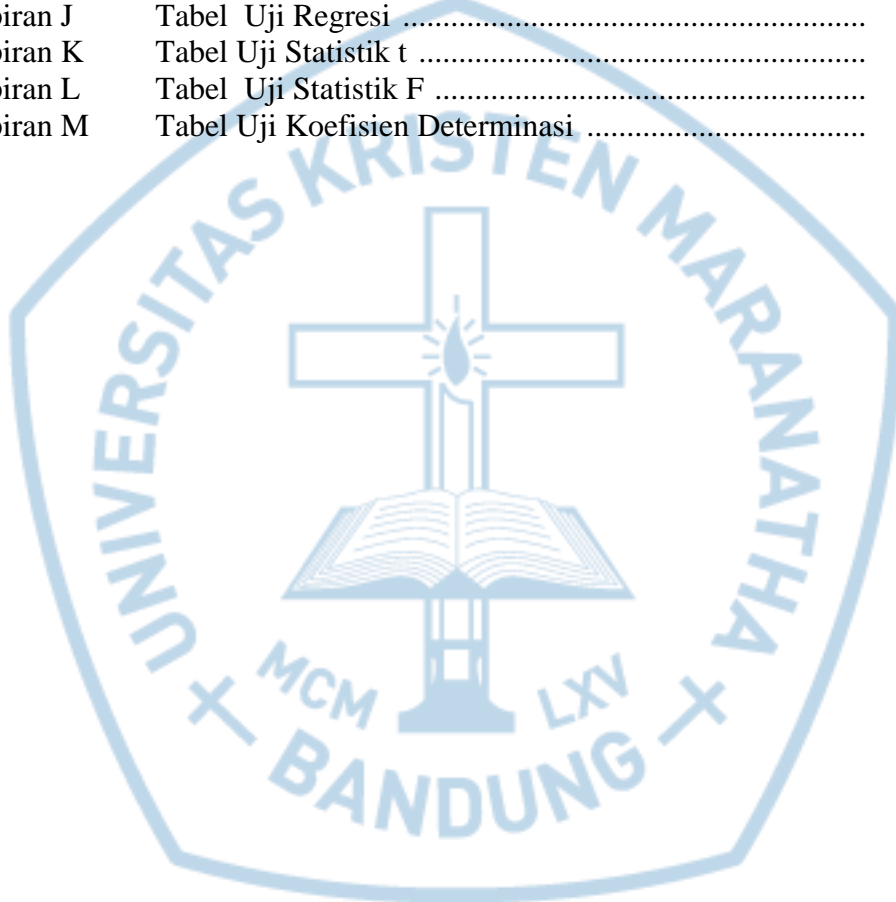 piran J Tabel Uji Regresi ..........................................................
piran K Tabel Uji Statistik t ........................................................
piran L Tabel Uji Statistik F ......................................................
piran M Tabel Uji Koefisien Determinasi ...................................
UNIVERSITAS KRISTEN MARANATHA
MCM LXV
BANDUNG